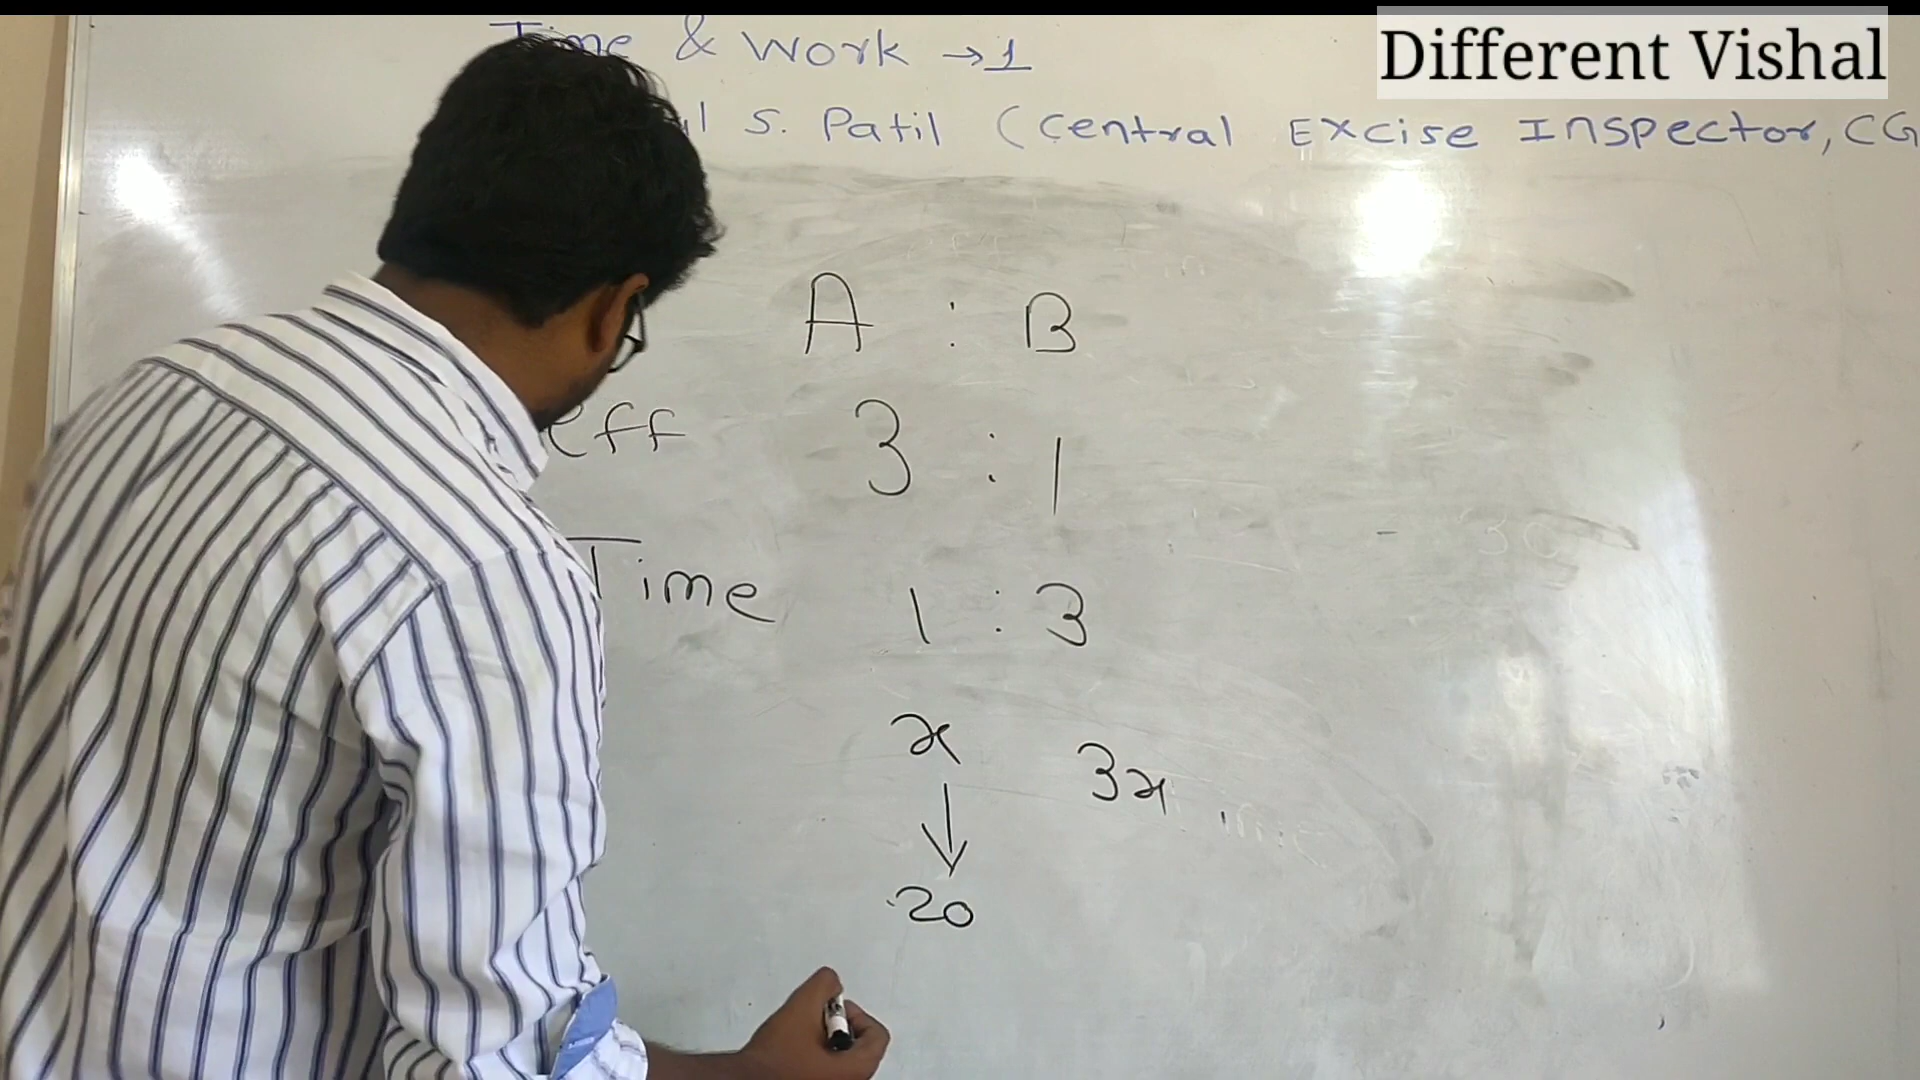 Time & Work →1
Different Vishal
S. Patil (Central Excise Inspector, CG
A : B
eff 3 : 1
Time 1 : 3
x 3x
↓
20